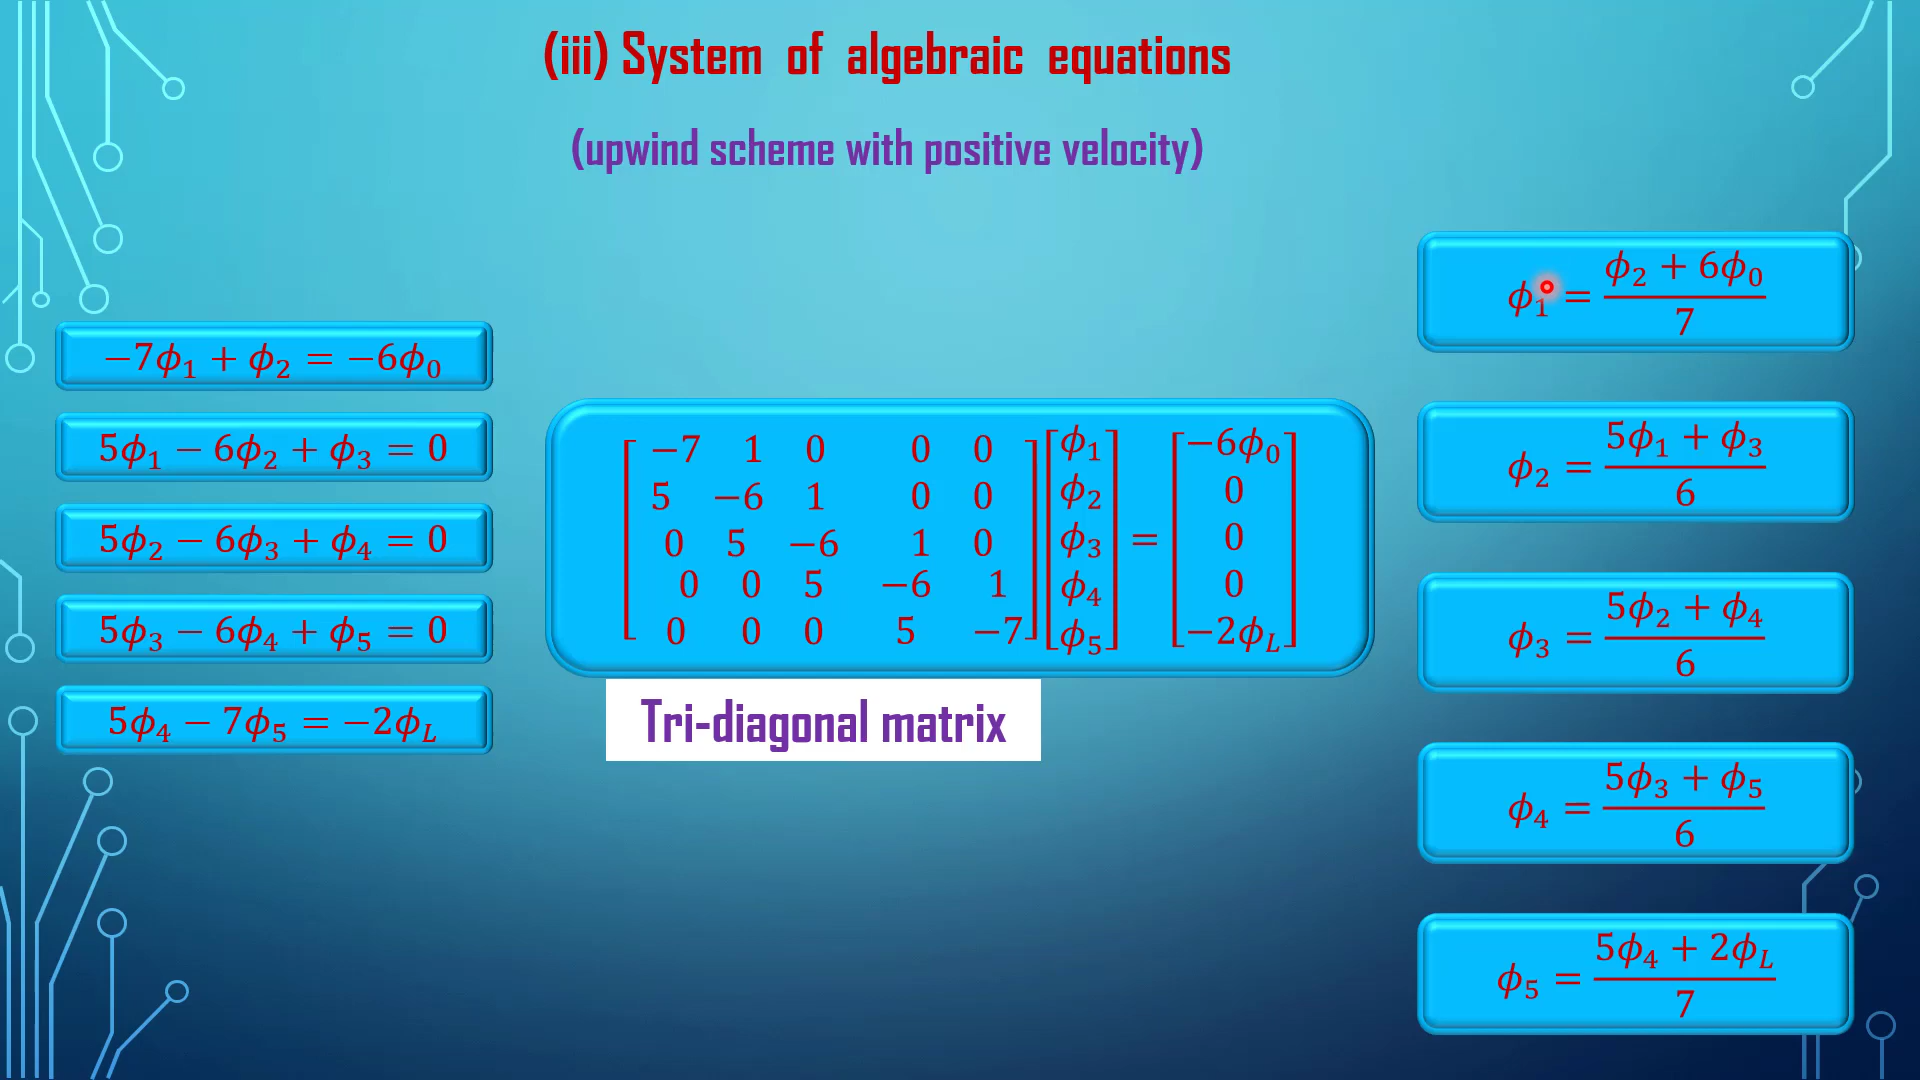 (iii) System of algebraic equations
(upwind scheme with positive velocity)
−7ϕ₁ + ϕ₂ = −6ϕ₀
5ϕ₁ − 6ϕ₂ + ϕ₃ = 0
5ϕ₂ − 6ϕ₃ + ϕ₄ = 0
5ϕ₃ − 6ϕ₄ + ϕ₅ = 0
5ϕ₄ − 7ϕ₅ = −2ϕ_L
−7 1 0 0 0 ϕ₁ −6ϕ₀
5 −6 1 0 0 ϕ₂ 0
0 5 −6 1 0 ϕ₃ = 0
0 0 5 −6 1 ϕ₄ 0
0 0 0 5 −7 ϕ₅ −2ϕ_L
Tri-diagonal matrix
ϕ₁ = (ϕ₂ + 6ϕ₀)/7
ϕ₂ = (5ϕ₁ + ϕ₃)/6
ϕ₃ = (5ϕ₂ + ϕ₄)/6
ϕ₄ = (5ϕ₃ + ϕ₅)/6
ϕ₅ = (5ϕ₄ + 2ϕ_L)/7